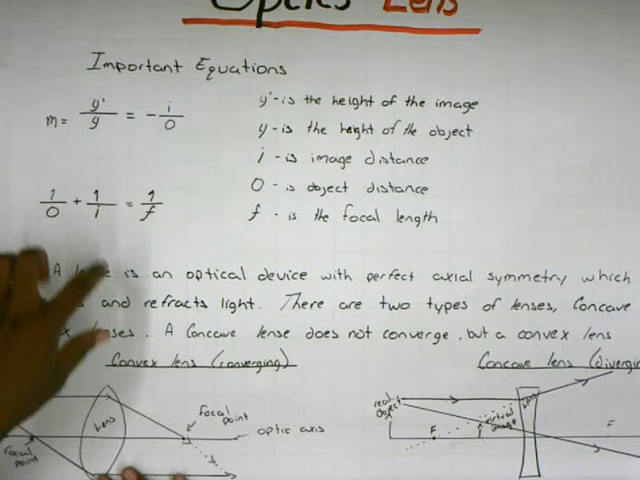 Optics Lens
Important Equations
m = y'/y = - i/o
y' - is the height of the image
y - is the height of the object
i - is image distance
1/o + 1/i = 1/f
O - is object distance
f - is the focal length
A lense is an optical device with perfect axial symmetry which
and refracts light. There are two types of lenses, Concave
lenses. A Concave lense does not converge, but a convex lens
Convex lens (converging)
Concave lens (diverging
focal point
Lens
focal point
optic axis
real object
F
virtual image
Lens
F